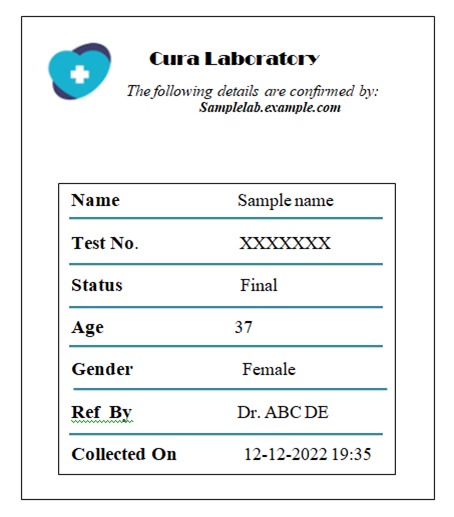 Cura Laboratory
The following details are confirmed by:
Samplelab.example.com
Name Sample name
Test No. XXXXXXX
Status Final
Age 37
Gender Female
Ref By Dr. ABC DE
Collected On 12-12-2022 19:35